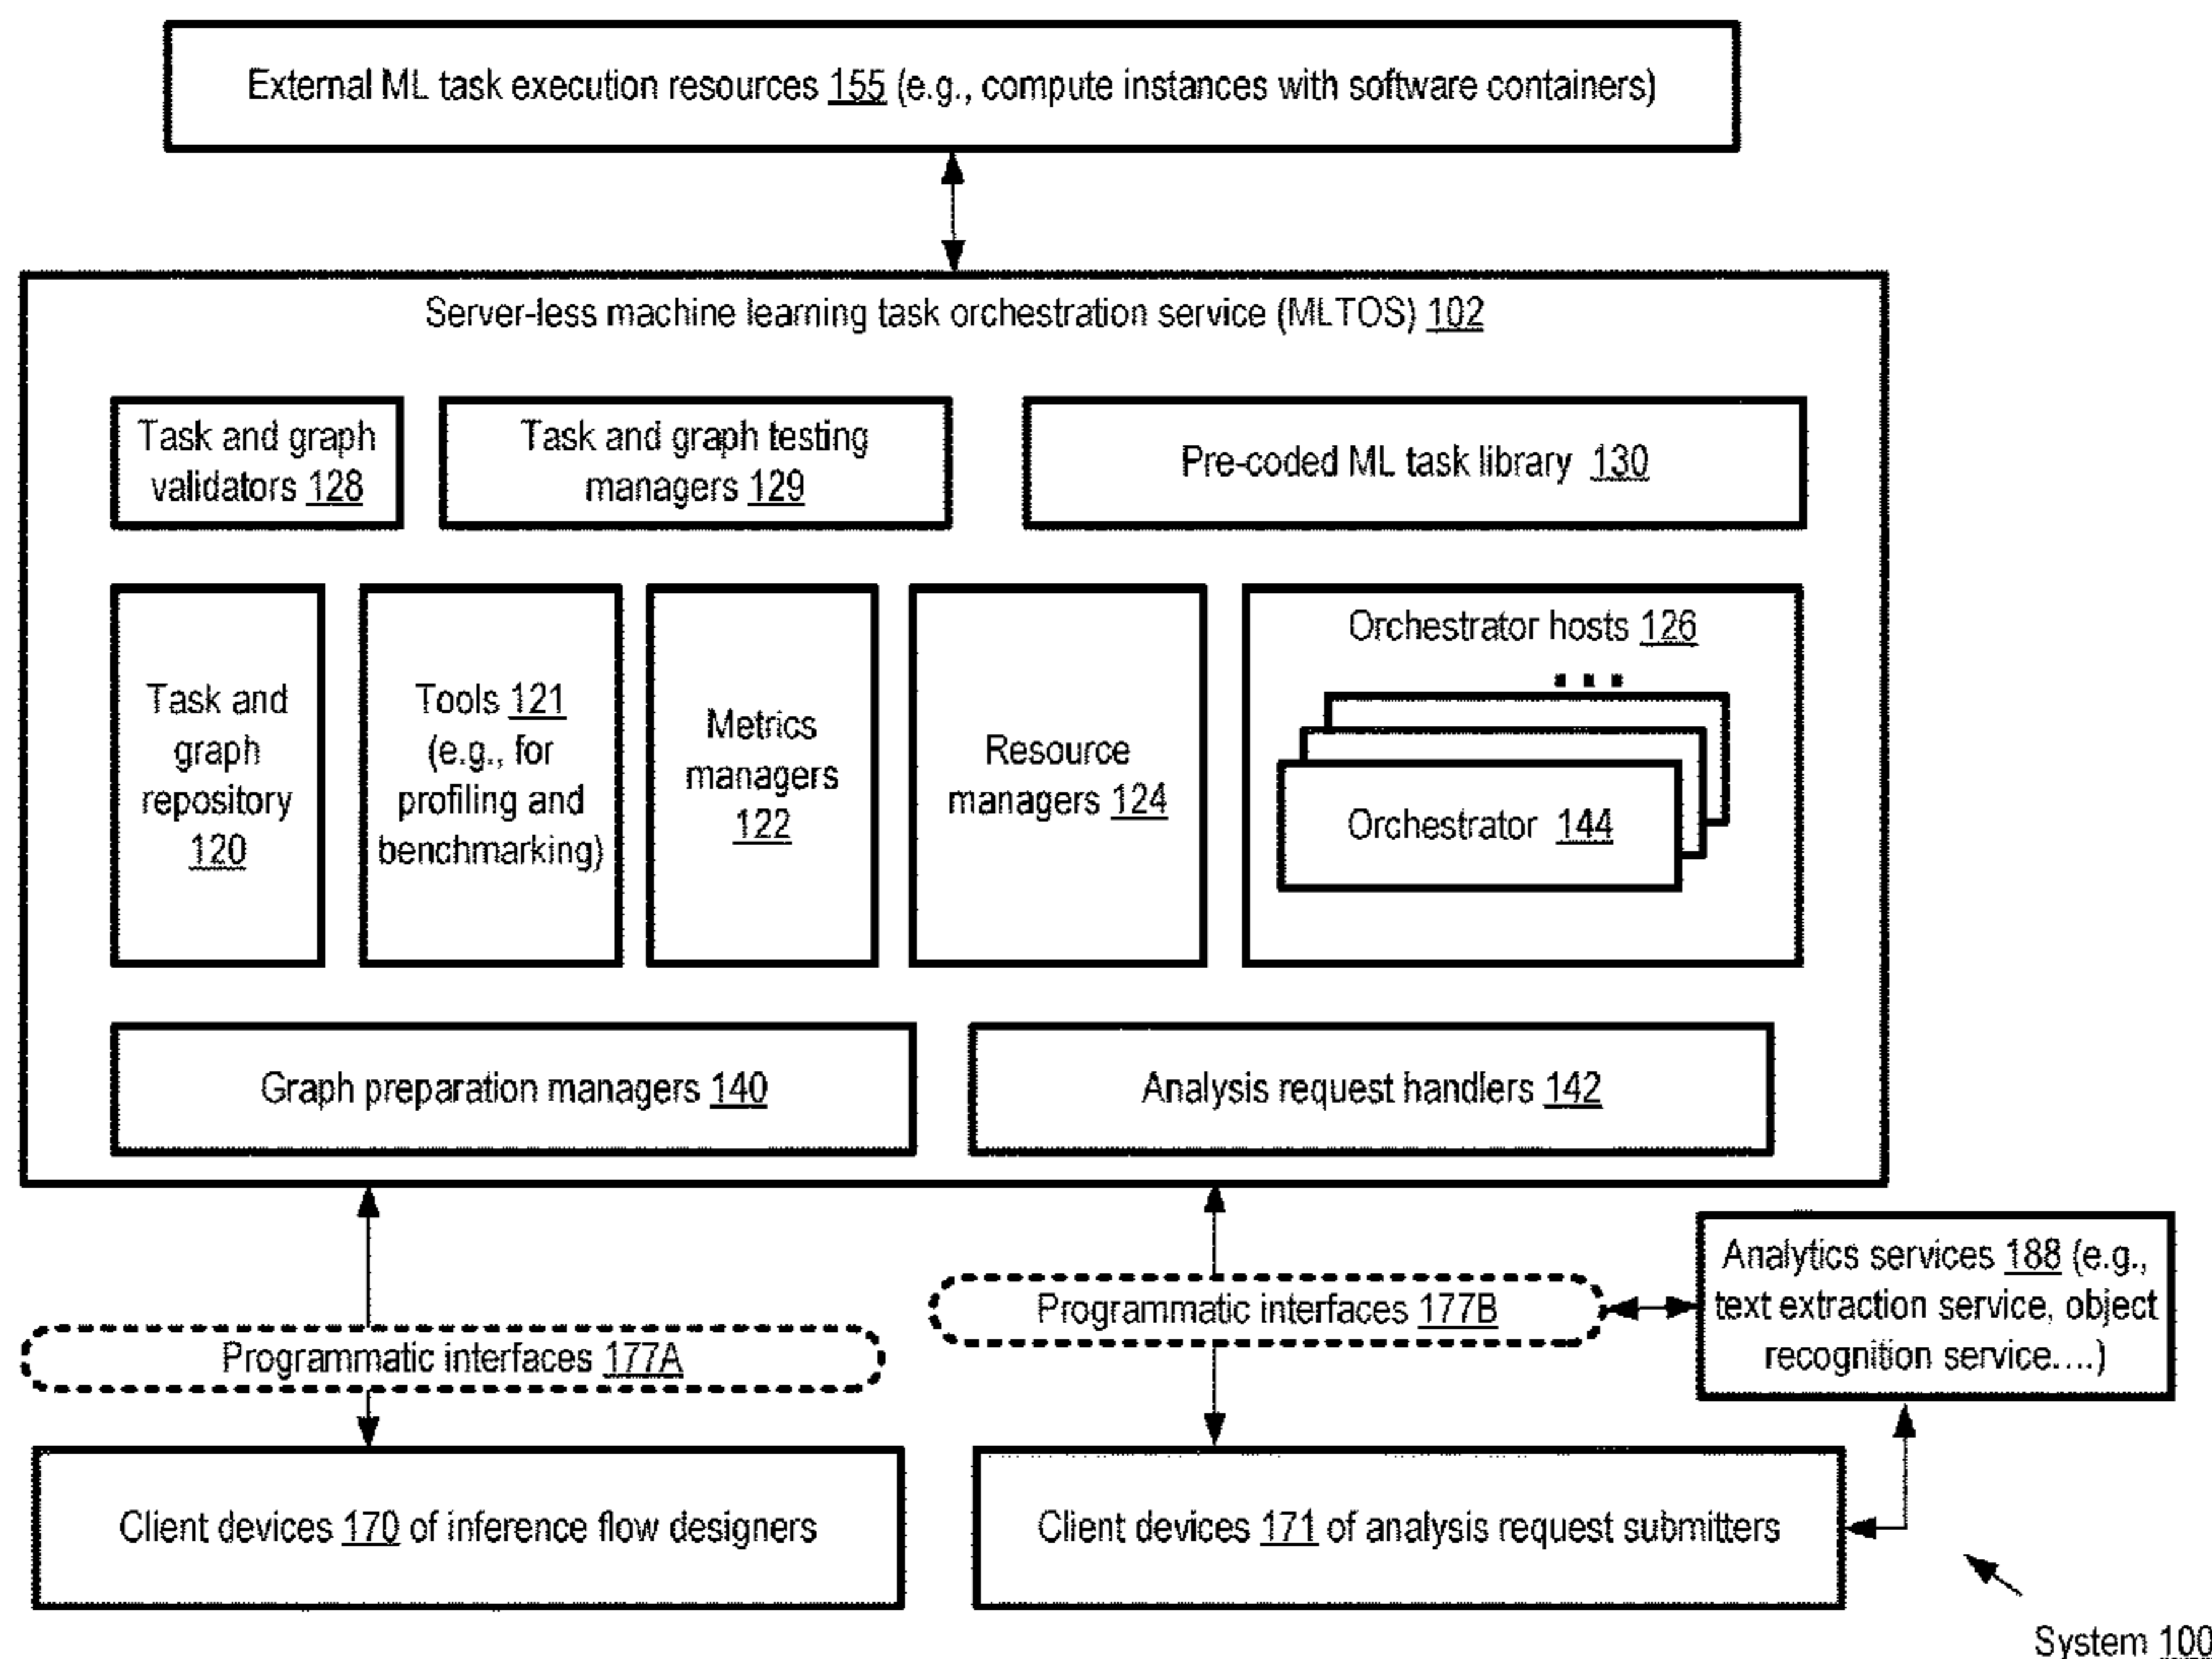 External ML task execution resources 155 (e.g., compute instances with software containers)
Server-less machine learning task orchestration service (MLTOS) 102
Task and graph
validators 128
Task and graph testing
managers 129
Pre-coded ML task library 130
Task and
graph
repository
120
Tools 121
(e.g., for
profiling and
benchmarking)
Metrics
managers
122
Resource
managers 124
Orchestrator hosts 126
...
Orchestrator 144
Graph preparation managers 140
Analysis request handlers 142
Programmatic interfaces 177A
Programmatic interfaces 177B
Analytics services 188 (e.g.,
text extraction service, object
recognition service....)
Client devices 170 of inference flow designers
Client devices 171 of analysis request submitters
System 100